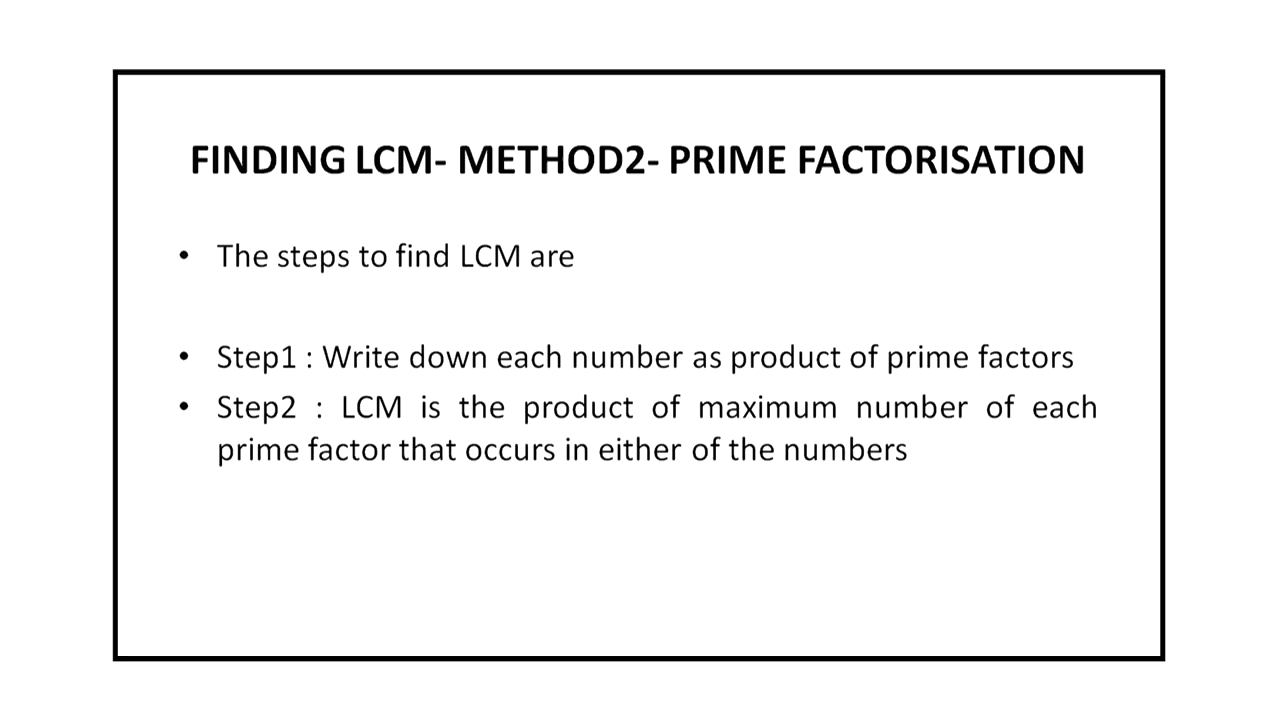 FINDING LCM- METHOD2- PRIME FACTORISATION
• The steps to find LCM are
• Step1 : Write down each number as product of prime factors
• Step2 : LCM is the product of maximum number of each
prime factor that occurs in either of the numbers